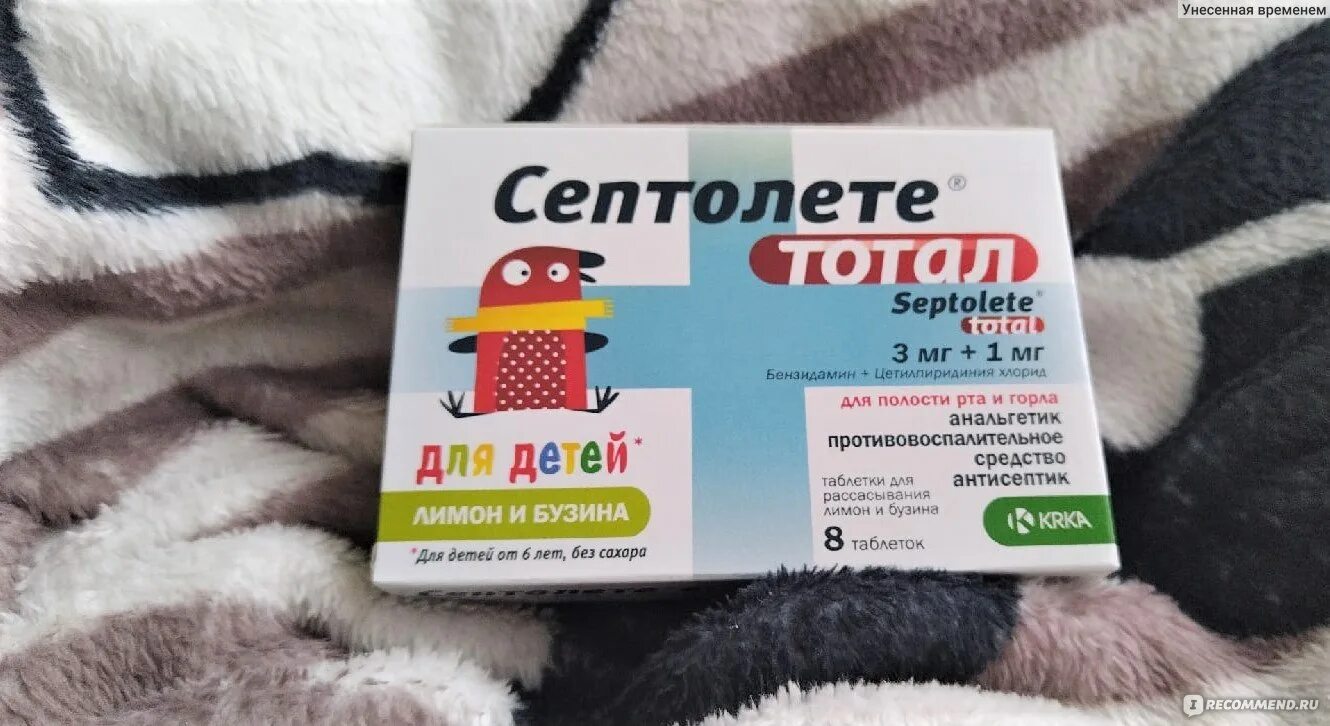 Унесенная временем
Септолете®
тотал
Septolete®
total
3 мг + 1 мг
Бензидамин + Цетилпиридиния хлорид
для полости рта и горла
анальгетик
противовоспалительное
средство
антисептик
таблетки для
рассасывания
лимон и бузина
8 таблеток
KRKA
для детей*
ЛИМОН И БУЗИНА
*Для детей от 6 лет, без сахара
Септолете
IRECOMMEND.RU